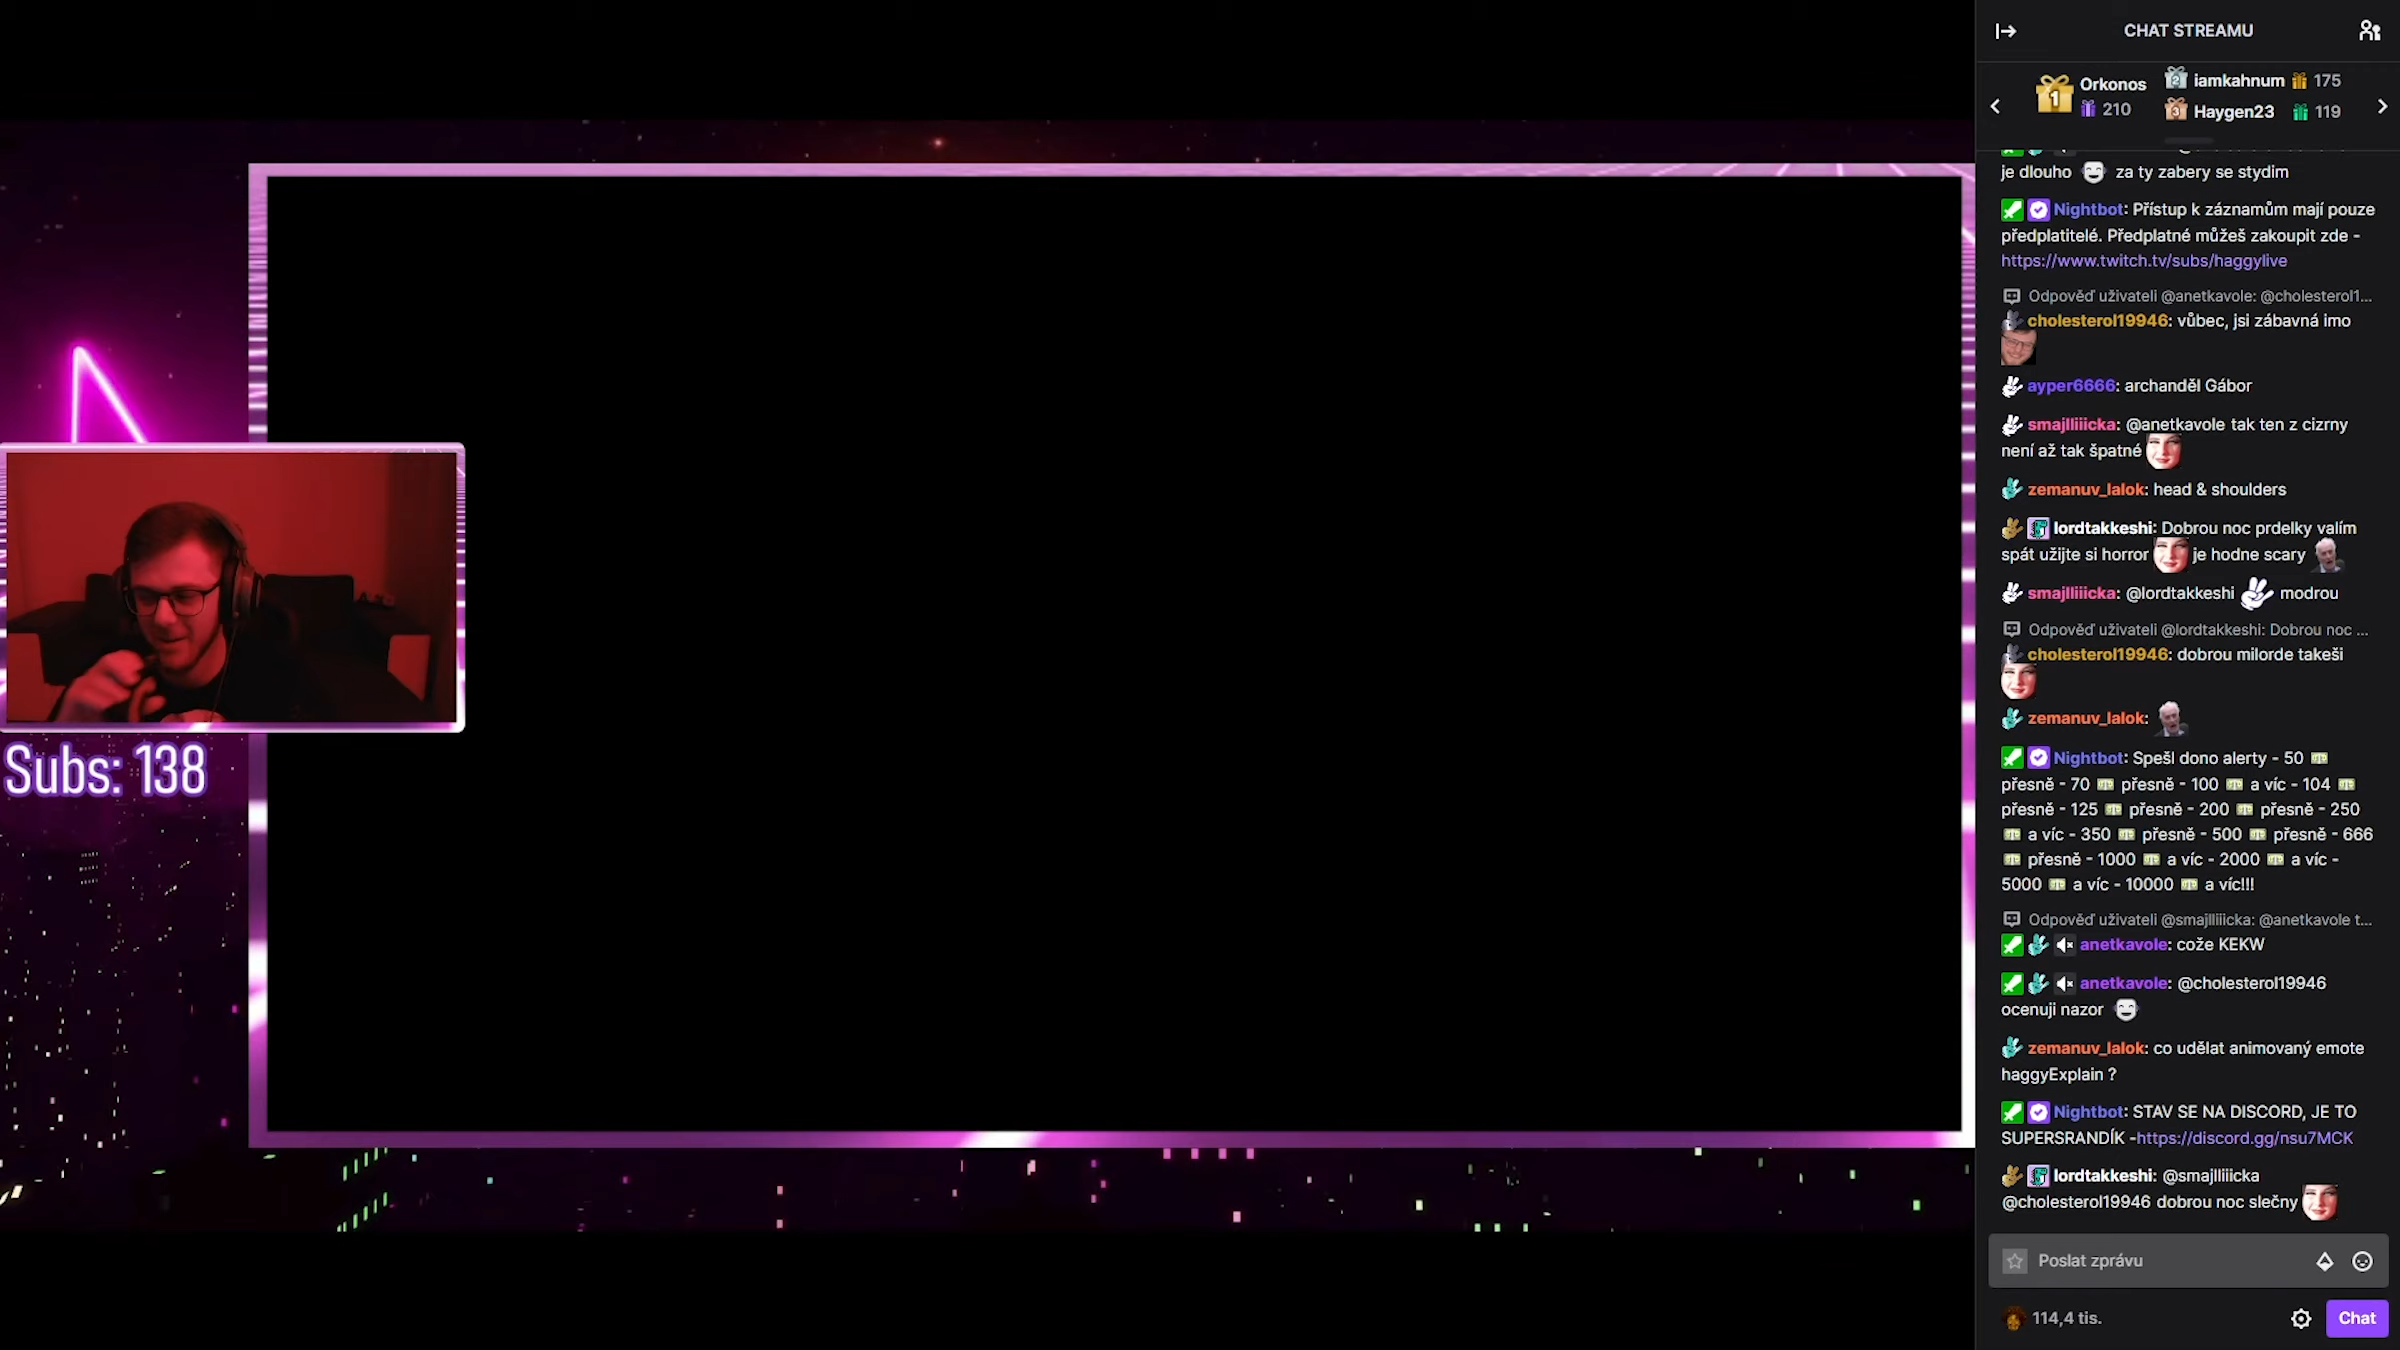 CHAT STREAMU
Orkonos
210
iamkahnum 175
Haygen23 119
Subs: 138
je dlouho za ty zabery se stydim
Nightbot: Přístup k záznamům mají pouze
předplatitelé. Předplatné můžeš zakoupit zde -
https://www.twitch.tv/subs/haggylive
Odpověď uživateli @anetkavole: @cholesterol1...
cholesterol19946: vůbec, jsi zábavná imo
ayper6666: archanděl Gábor
smajlliiicka: @anetkavole tak ten z cizrny
není až tak špatné
zemanuv_lalok: head & shoulders
lordtakkeshi: Dobrou noc prdelky valím
spát užijte si horror je hodne scary
smajlliiicka: @lordtakkeshi modrou
Odpověď uživateli @lordtakkeshi: Dobrou noc ...
cholesterol19946: dobrou milorde takeši
zemanuv_lalok:
Nightbot: Spešl dono alerty - 50
přesně - 70 přesně - 100 a víc - 104
přesně - 125 přesně - 200 přesně - 250
a víc - 350 přesně - 500 přesně - 666
přesně - 1000 a víc - 2000 a víc -
5000 a víc - 10000 a víc!!!
Odpověď uživateli @smajlliiicka: @anetkavole t...
anetkavole: cože KEKW
anetkavole: @cholesterol19946
ocenuji nazor
zemanuv_lalok: co udělat animovaný emote
haggyExplain ?
Nightbot: STAV SE NA DISCORD, JE TO
SUPERSRANDÍK -https://discord.gg/nsu7MCK
lordtakkeshi: @smajlliiicka
@cholesterol19946 dobrou noc slečny
Poslat zprávu
114,4 tis.
Chat